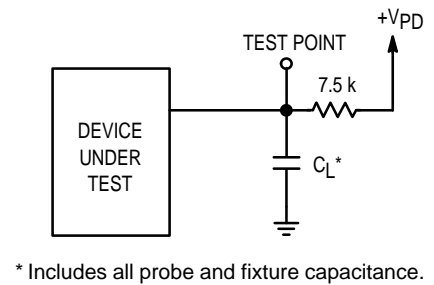 +VPD
TEST POINT
7.5 k
DEVICE
UNDER
TEST
CL*
* Includes all probe and fixture capacitance.